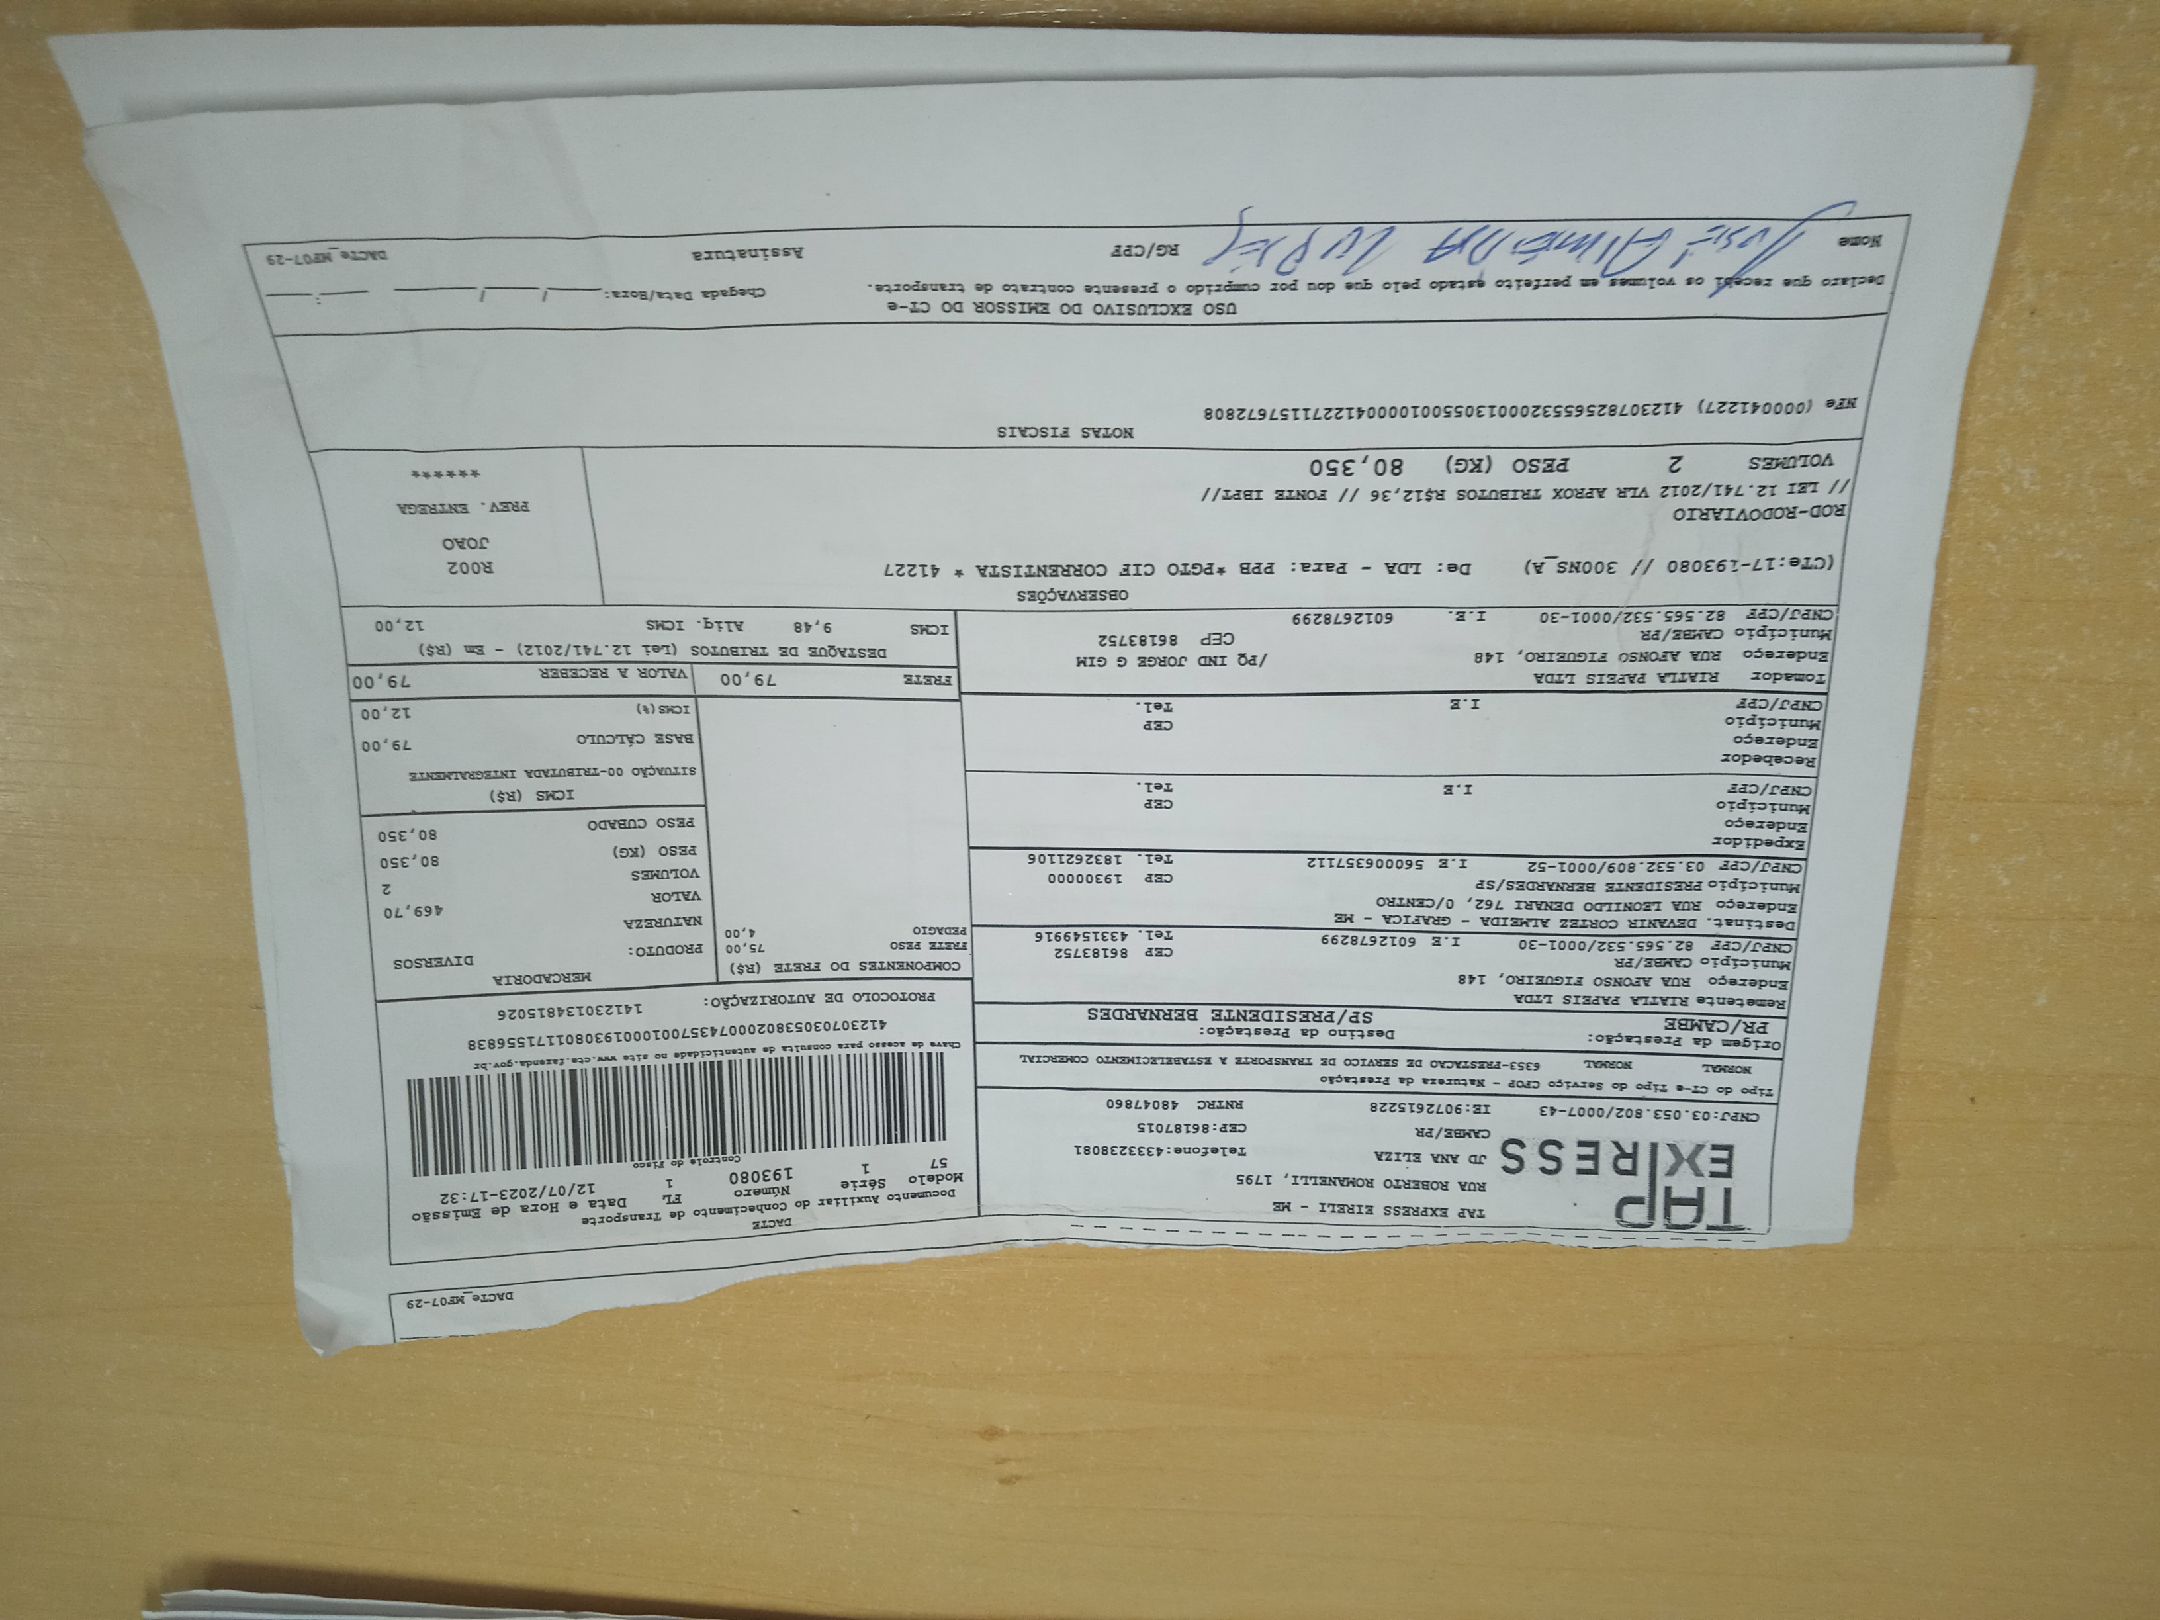 DACTE_MF07-29
TAP
EXPRESS
TAP EXPRESS EIRELI - ME
RUA ROBERTO ROMANELLI, 1795
JD ANA ELIZA Telefone:4333238081
CAMBE/PR CEP:86187015
CNPJ:03.053.802/0007-43 IE:9072615228 RNTRC 48047860
DACTE
Documento Auxiliar do Conhecimento de Transporte
Modelo Série Número FL Data e Hora de Emissão
57 1 193080 1 12/07/2023-17:32
Controle do Fisco
Chave de acesso para consulta de autenticidade no site www.cte.fazenda.gov.br
PROTOCOLO DE AUTORIZAÇÃO: 141230134815026
Tipo do CT-e Tipo do Serviço CFOP - Natureza da Prestação
NORMAL NORMAL 6353-PRESTACAO DE SERVICO DE TRANSPORTE A ESTABELECIMENTO COMERCIAL
Origem da Prestação: Destino da Prestação:
PR/CAMBE SP/PRESIDENTE BERNARDES
Remetente RIATLA PAPEIS LTDA
Endereço RUA AFONSO FIGUEIRO, 148
Município CAMBE/PR CEP 86183752
CNPJ/CPF 82.565.532/0001-30 I.E 6012678299 Tel. 4331549916
Destinat. DEVANIR CORTEZ ALMEIDA - GRAFICA - ME
Endereço RUA LEONILDO DENARI 762, 0/CENTRO
Município PRESIDENTE BERNARDES/SP CEP 19300000
CNPJ/CPF 03.532.809/0001-52 I.E 560006357112 Tel. 1832621106
Expedidor
Endereço
Município CEP
CNPJ/CPF I.E Tel.
Recebedor
Endereço
Município CEP
CNPJ/CPF I.E Tel.
Tomador RIATLA PAPEIS LTDA
Endereço RUA AFONSO FIGUEIRO, 148 /PQ IND JORGE G GIM
Município CAMBE/PR CEP 86183752
CNPJ/CPF 82.565.532/0001-30 I.E. 6012678299
COMPONENTES DO FRETE (R$)
FRETE PESO 75,00
PEDAGIO 4,00
MERCADORIA
PRODUTO: DIVERSOS
NATUREZA
VALOR 469,70
VOLUMES 2
PESO (KG) 80,350
PESO CUBADO 80,350
ICMS (R$)
SITUAÇÃO 00-TRIBUTADA INTEGRALMENTE
BASE CÁLCULO 79,00
ICMS(%) 12,00
FRETE 79,00 VALOR A RECEBER 79,00
DESTAQUE DE TRIBUTOS (Lei 12.741/2012) - Em (R$)
ICMS 9,48 Aliq. ICMS 12,00
OBSERVAÇÕES
(CTe:17-193080 // 300NS_A) De: LDA - Para: PPB *PGTO CIF CORRENTISTA * 41227
ROD-RODOVIARIO
// LEI 12.741/2012 VLR APROX TRIBUTOS R$12,36 // FONTE IBPT//
VOLUMES 2 PESO (KG) 80,350
R002
JOAO
PREV. ENTREGA
******
NOTAS FISCAIS
NFe (000041227)
USO EXCLUSIVO DO EMISSOR DO CT-e
Declaro que recebi os volumes em perfeito estado pelo que dou por cumprido o presente contrato de transporte. Chegada Data/Hora: ___/___/___ ___:___
Nome RG/CPF Assinatura DACTE_MF07-29